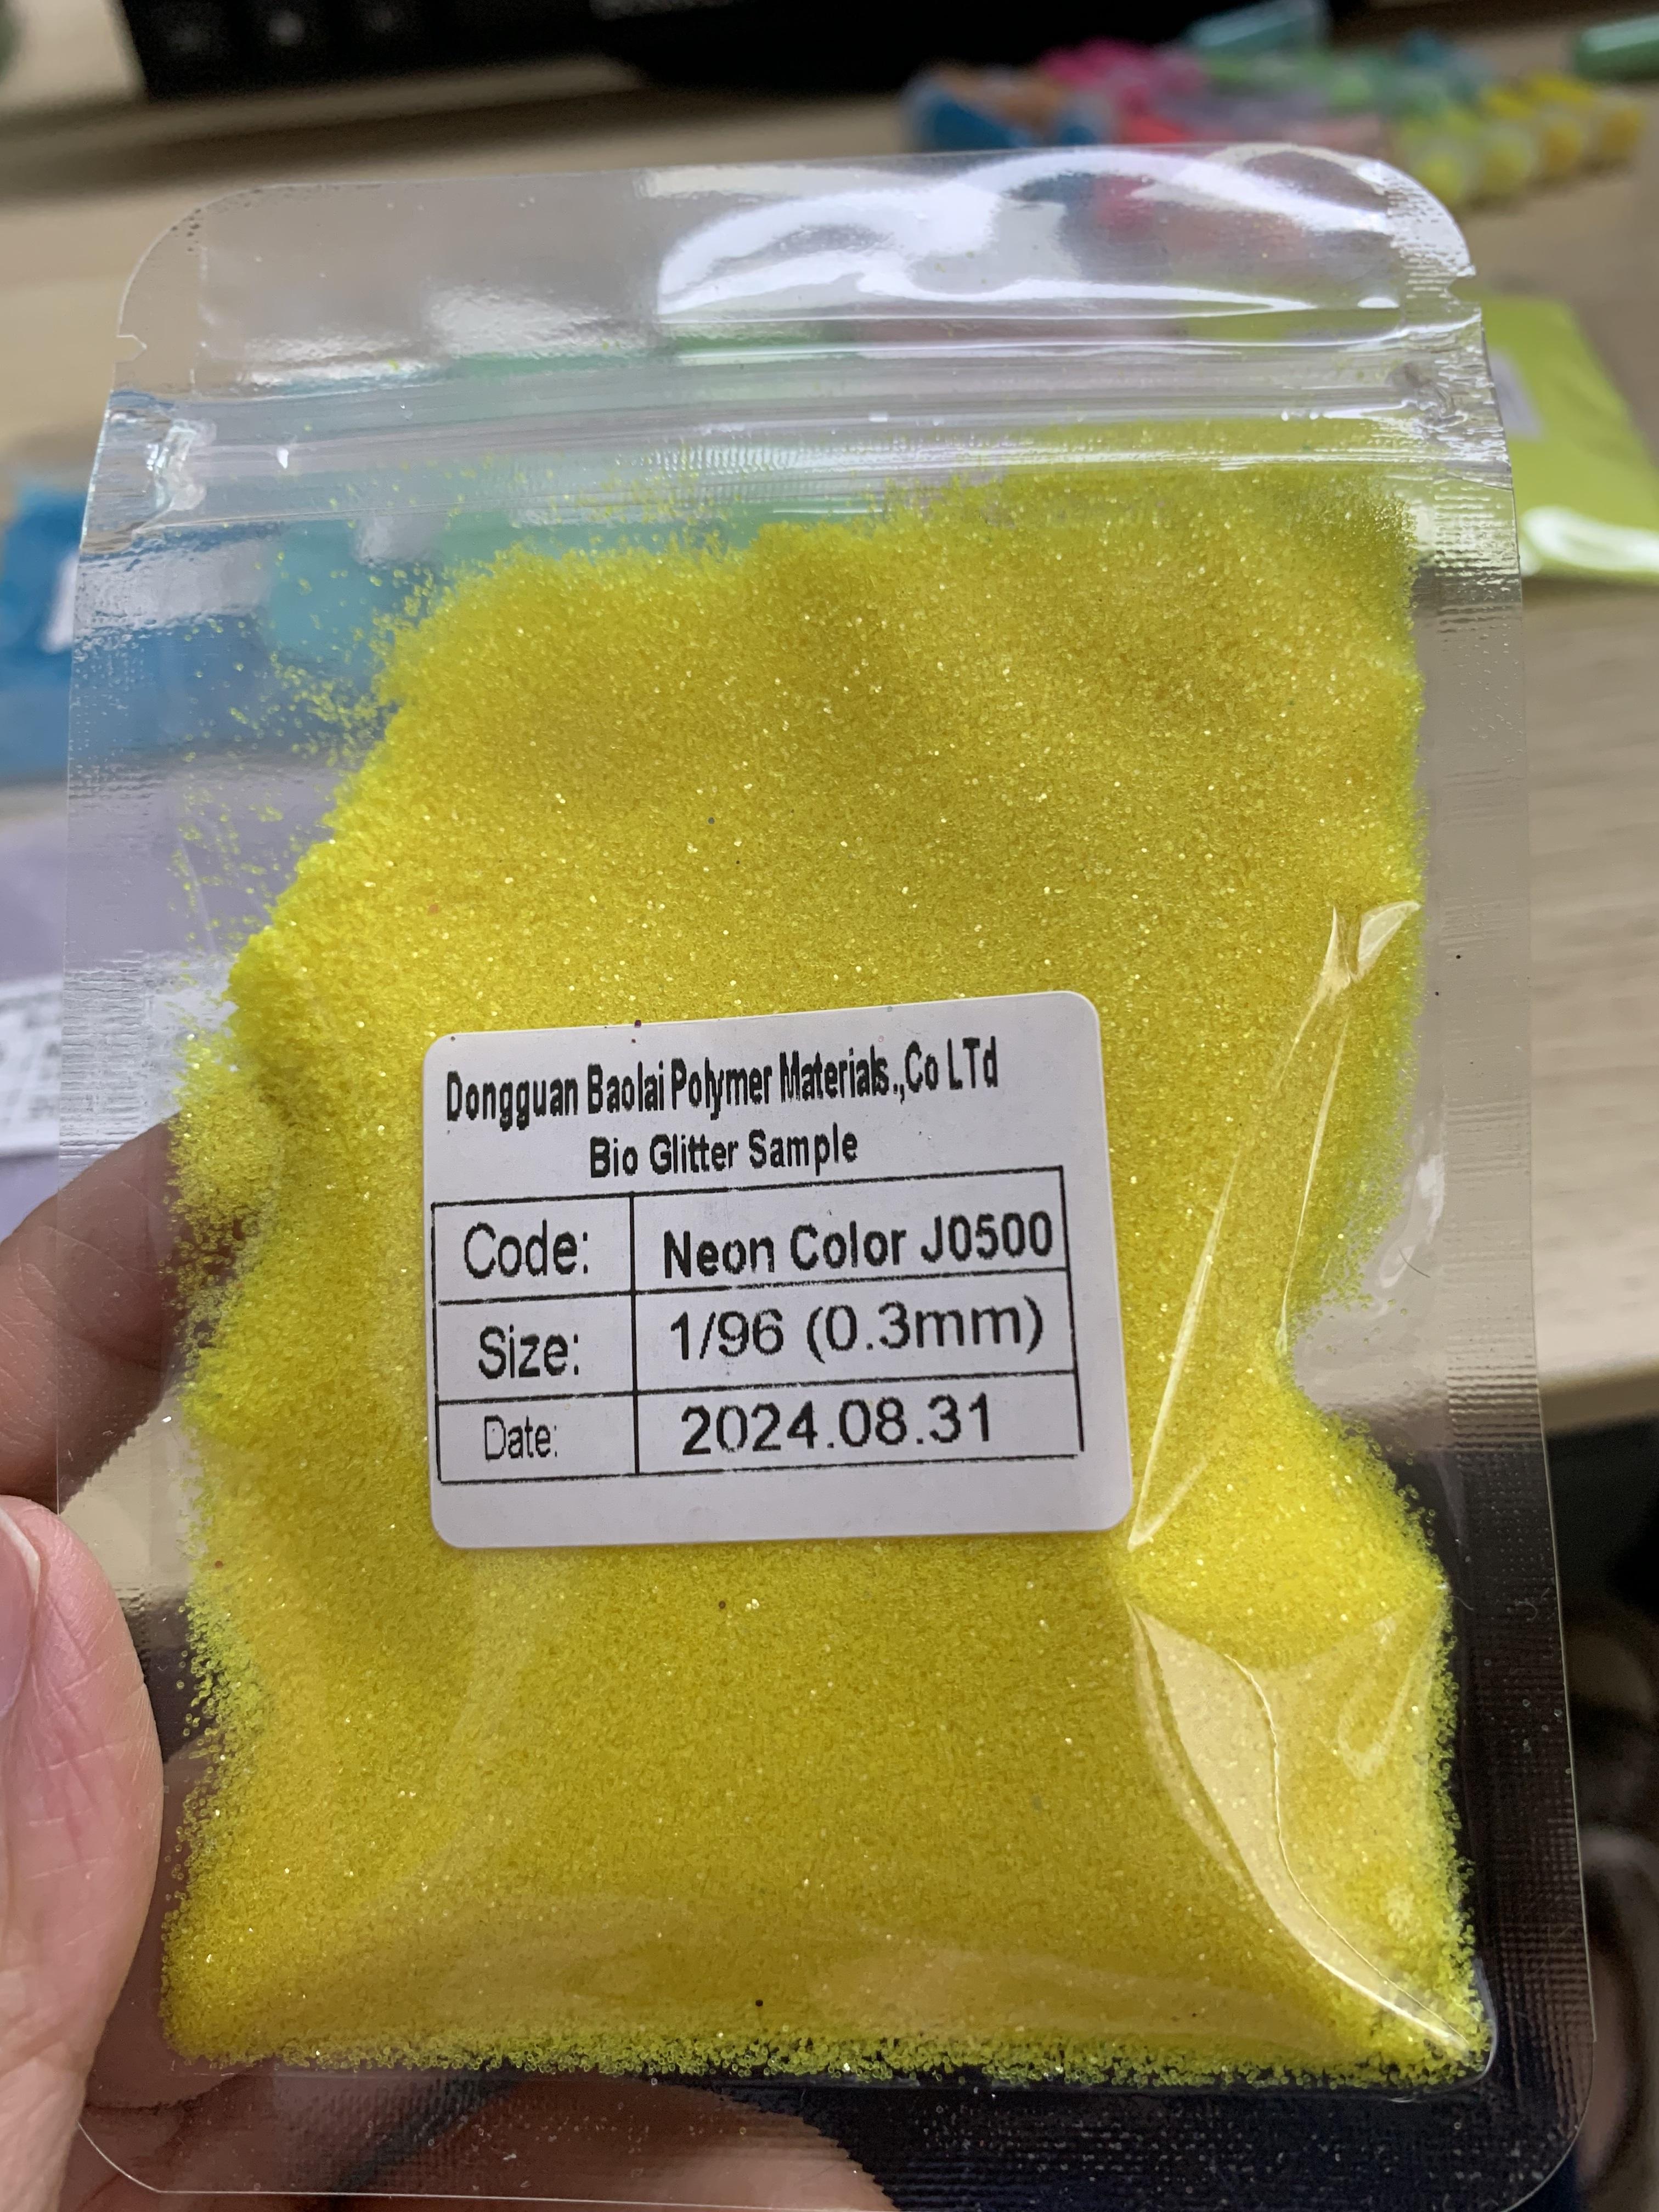 Dongguan Baolai Polymer Materials.,Co LTd
Bio Glitter Sample
Code: Neon Color J0500
Size: 1/96 (0.3mm)
Date: 2024.08.31